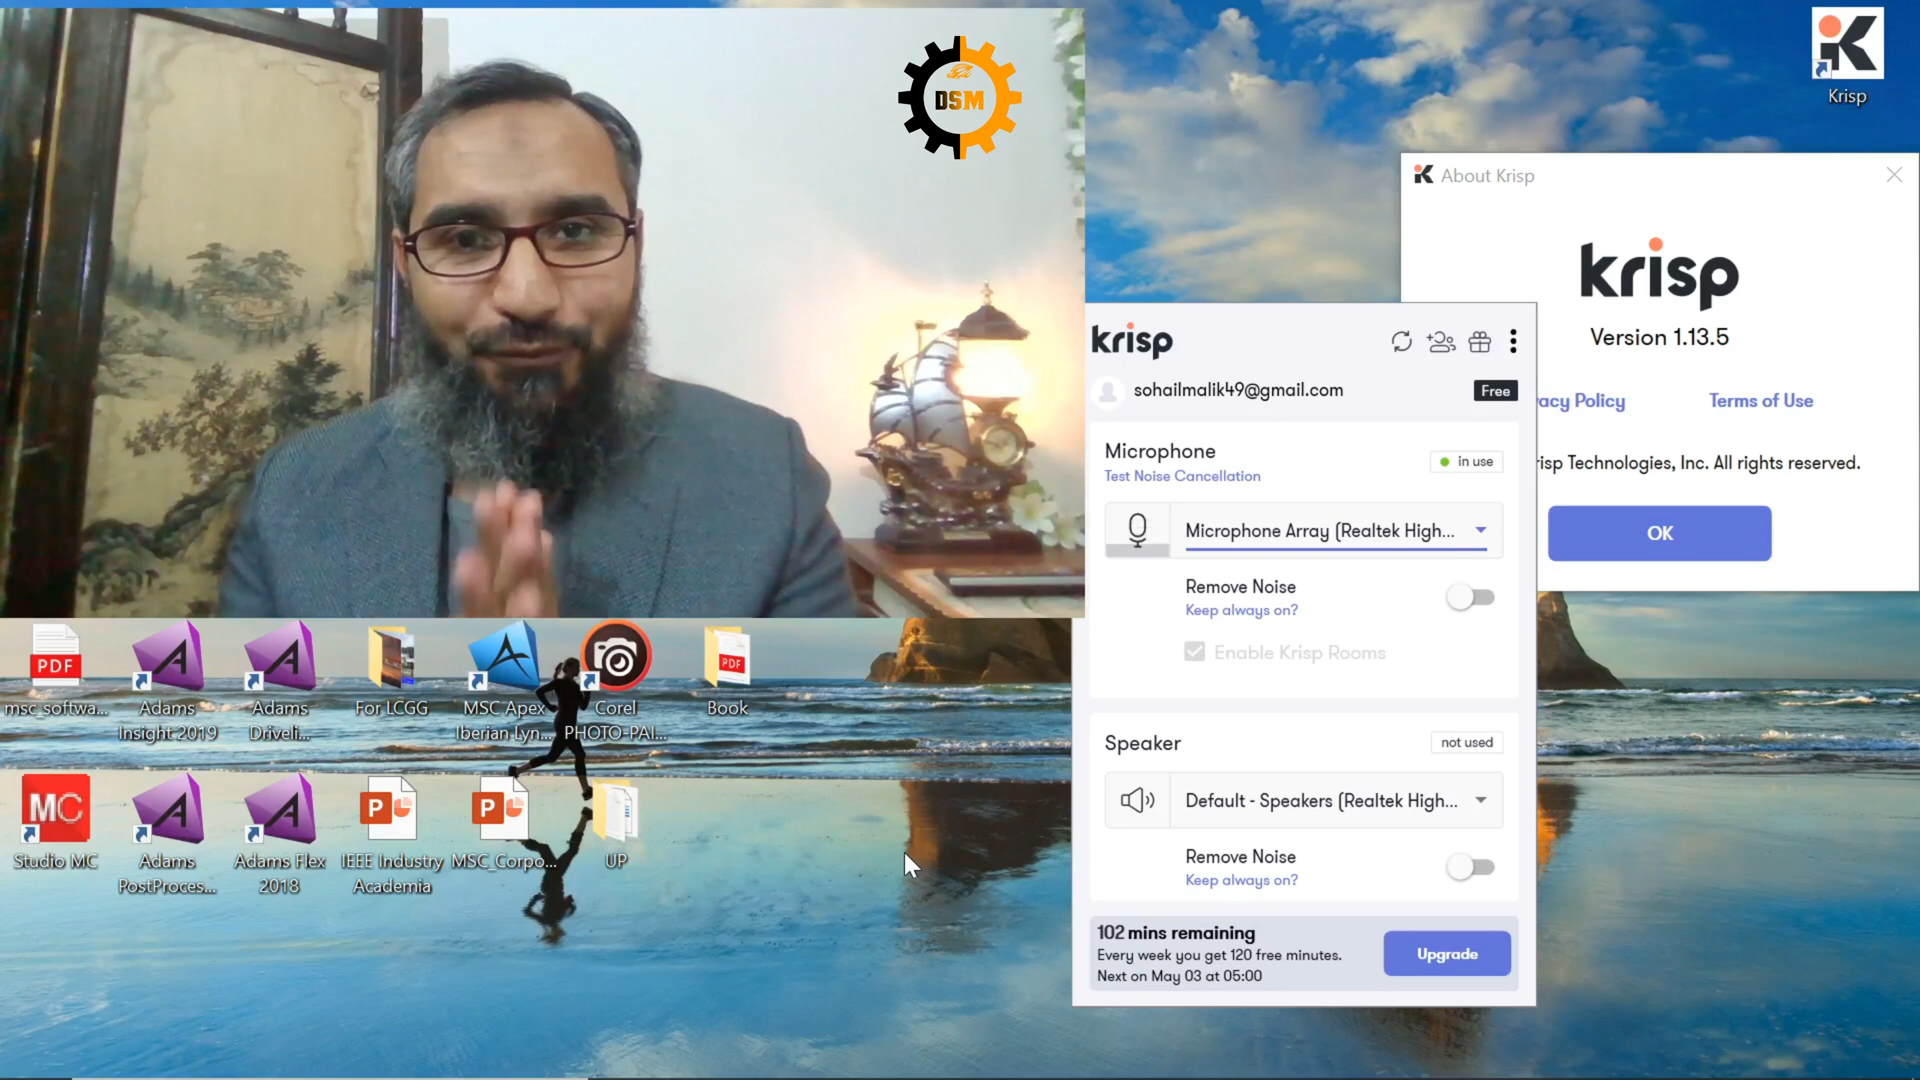 DSM
Krisp
About Krisp
krisp
Version 1.13.5
acy Policy
Terms of Use
isp Technologies, Inc. All rights reserved.
OK
krisp
sohailmalik49@gmail.com
Free
Microphone
in use
Test Noise Cancellation
Microphone Array (Realtek High...
Remove Noise
Keep always on?
Enable Krisp Rooms
Speaker
not used
Default - Speakers (Realtek High...
Remove Noise
Keep always on?
102 mins remaining
Every week you get 120 free minutes.
Next on May 03 at 05:00
Upgrade
PDF
msc_softwa...
Adams
Insight 2019
Adams
Driveli...
For LCGG
MSC Apex
Iberian Lyn...
Corel
PHOTO-PAI...
PDF
Book
MC
Studio MC
Adams
PostProces...
Adams Flex
2018
P
IEEE Industry
Academia
P
MSC_Corpo...
UP